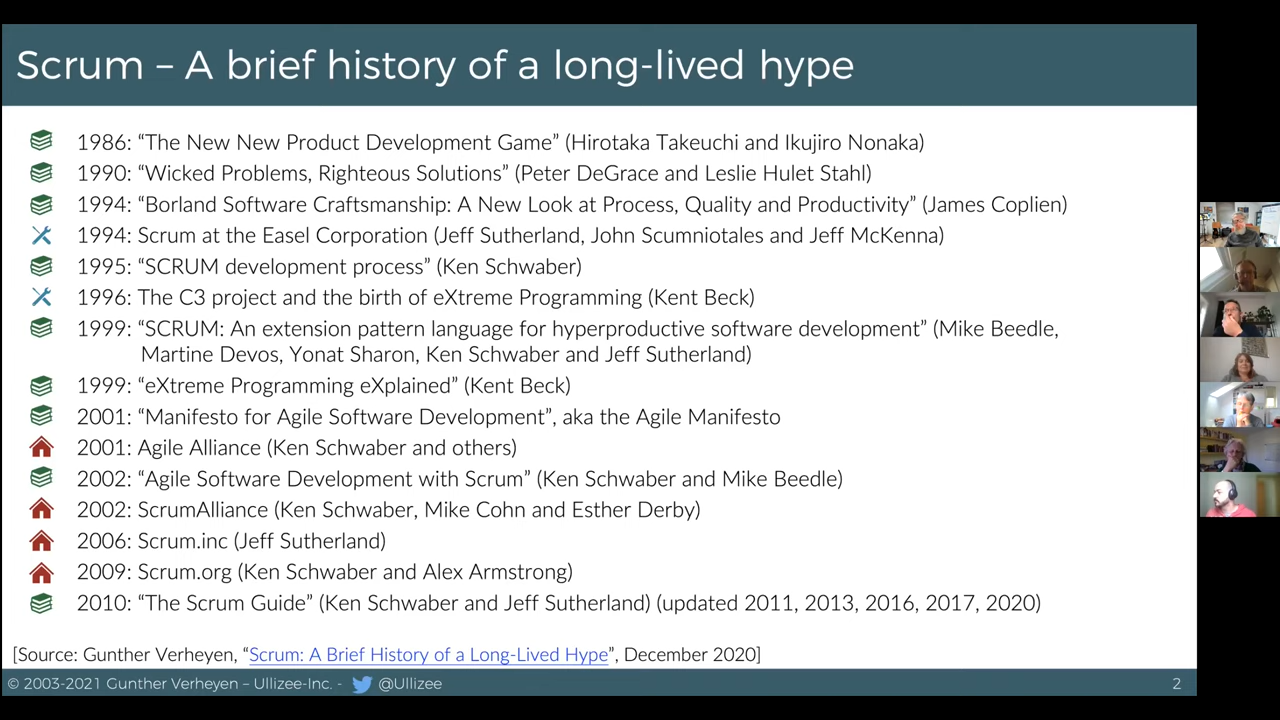 Scrum – A brief history of a long-lived hype
1986: “The New New Product Development Game” (Hirotaka Takeuchi and Ikujiro Nonaka)
1990: “Wicked Problems, Righteous Solutions” (Peter DeGrace and Leslie Hulet Stahl)
1994: “Borland Software Craftsmanship: A New Look at Process, Quality and Productivity” (James Coplien)
1994: Scrum at the Easel Corporation (Jeff Sutherland, John Scumniotales and Jeff McKenna)
1995: “SCRUM development process” (Ken Schwaber)
1996: The C3 project and the birth of eXtreme Programming (Kent Beck)
1999: “SCRUM: An extension pattern language for hyperproductive software development” (Mike Beedle,
Martine Devos, Yonat Sharon, Ken Schwaber and Jeff Sutherland)
1999: “eXtreme Programming eXplained” (Kent Beck)
2001: “Manifesto for Agile Software Development”, aka the Agile Manifesto
2001: Agile Alliance (Ken Schwaber and others)
2002: “Agile Software Development with Scrum” (Ken Schwaber and Mike Beedle)
2002: ScrumAlliance (Ken Schwaber, Mike Cohn and Esther Derby)
2006: Scrum.inc (Jeff Sutherland)
2009: Scrum.org (Ken Schwaber and Alex Armstrong)
2010: “The Scrum Guide” (Ken Schwaber and Jeff Sutherland) (updated 2011, 2013, 2016, 2017, 2020)
[Source: Gunther Verheyen, “Scrum: A Brief History of a Long-Lived Hype”, December 2020]
© 2003-2021 Gunther Verheyen – Ullizee-Inc. - @Ullizee 2